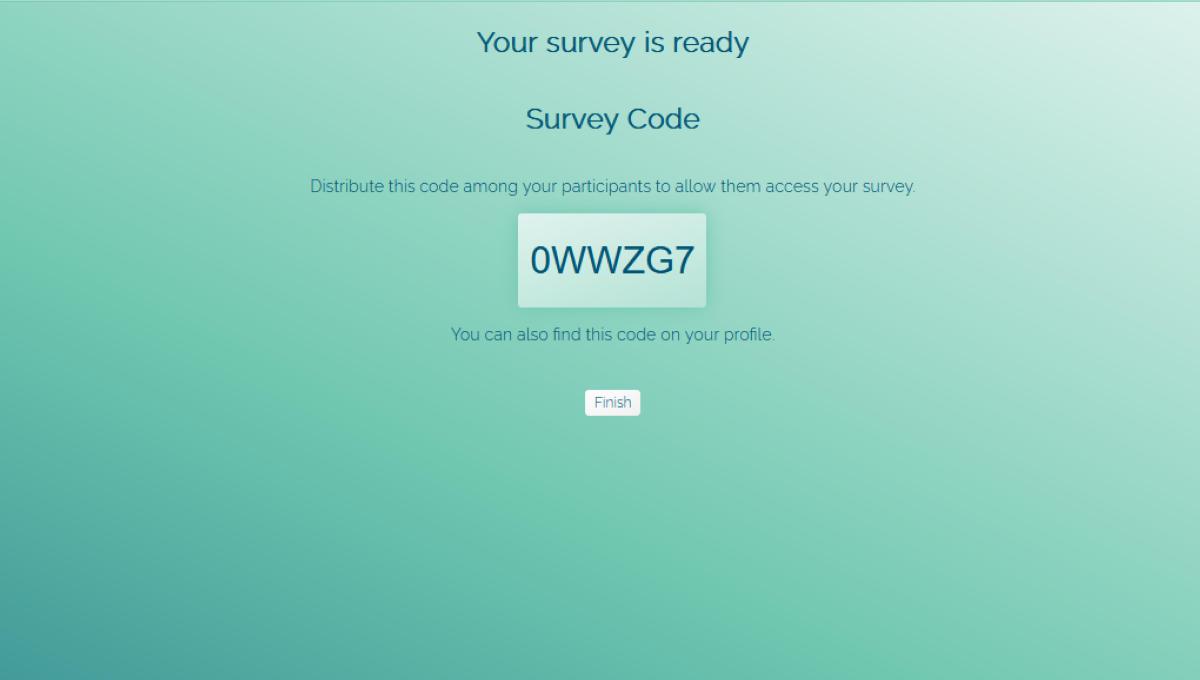 Your survey is ready
Survey Code
Distribute this code among your participants to allow them access your survey.
0WWZG7
You can also find this code on your profile.
Finish